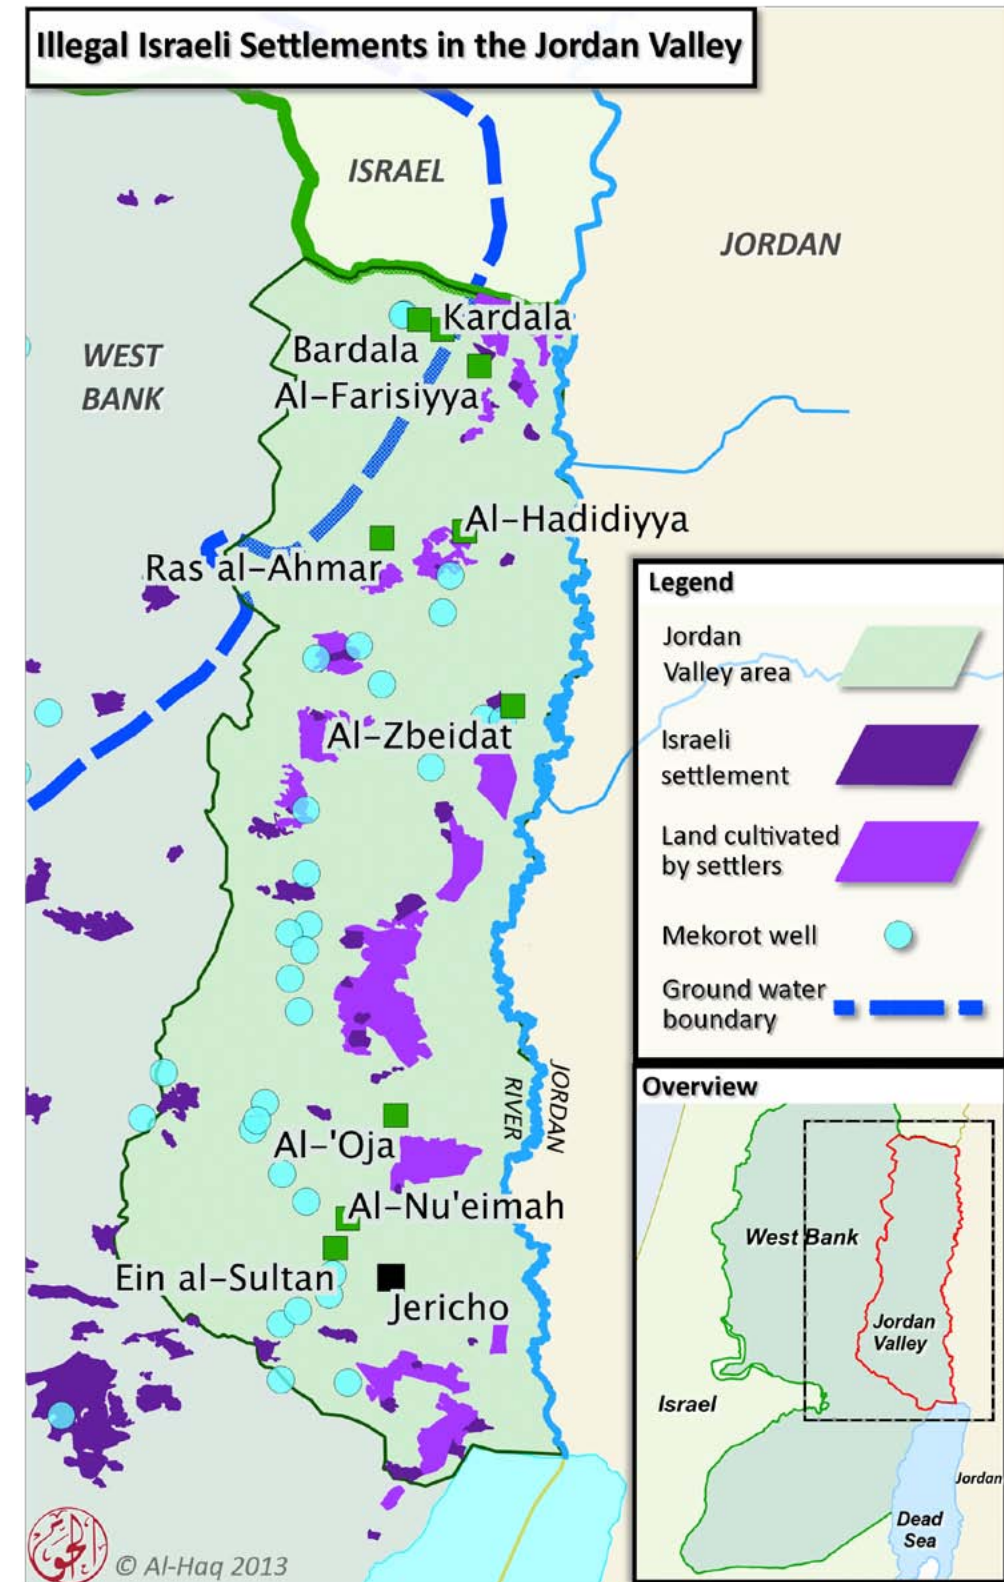 Illegal Israeli Settlements in the Jordan Valley
ISRAEL
JORDAN
WEST
BANK
Kardala
Bardala
Al-Farisiyya
Al-Hadidiyya
Ras al-Ahmar
Al-Zbeidat
JORDAN
RIVER
Al-'Oja
Al-Nu'eimah
Ein al-Sultan
Jericho
Legend
Jordan
Valley area
Israeli
settlement
Land cultivated
by settlers
Mekorot well
Ground water
boundary
Overview
West Bank
Jordan
Valley
Israel
Jordan
Dead
Sea
الحق
© Al-Haq 2013